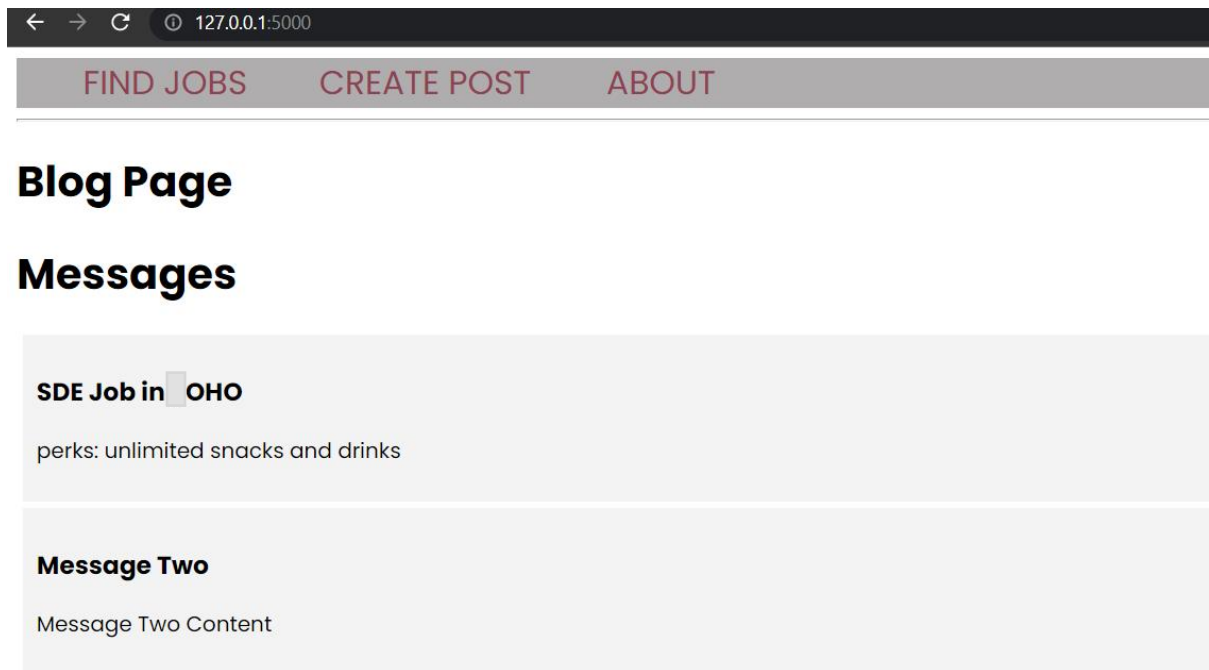 127.0.0.1:5000
FIND JOBS CREATE POST ABOUT
Blog Page
Messages
SDE Job in OHO
perks: unlimited snacks and drinks
Message Two
Message Two Content